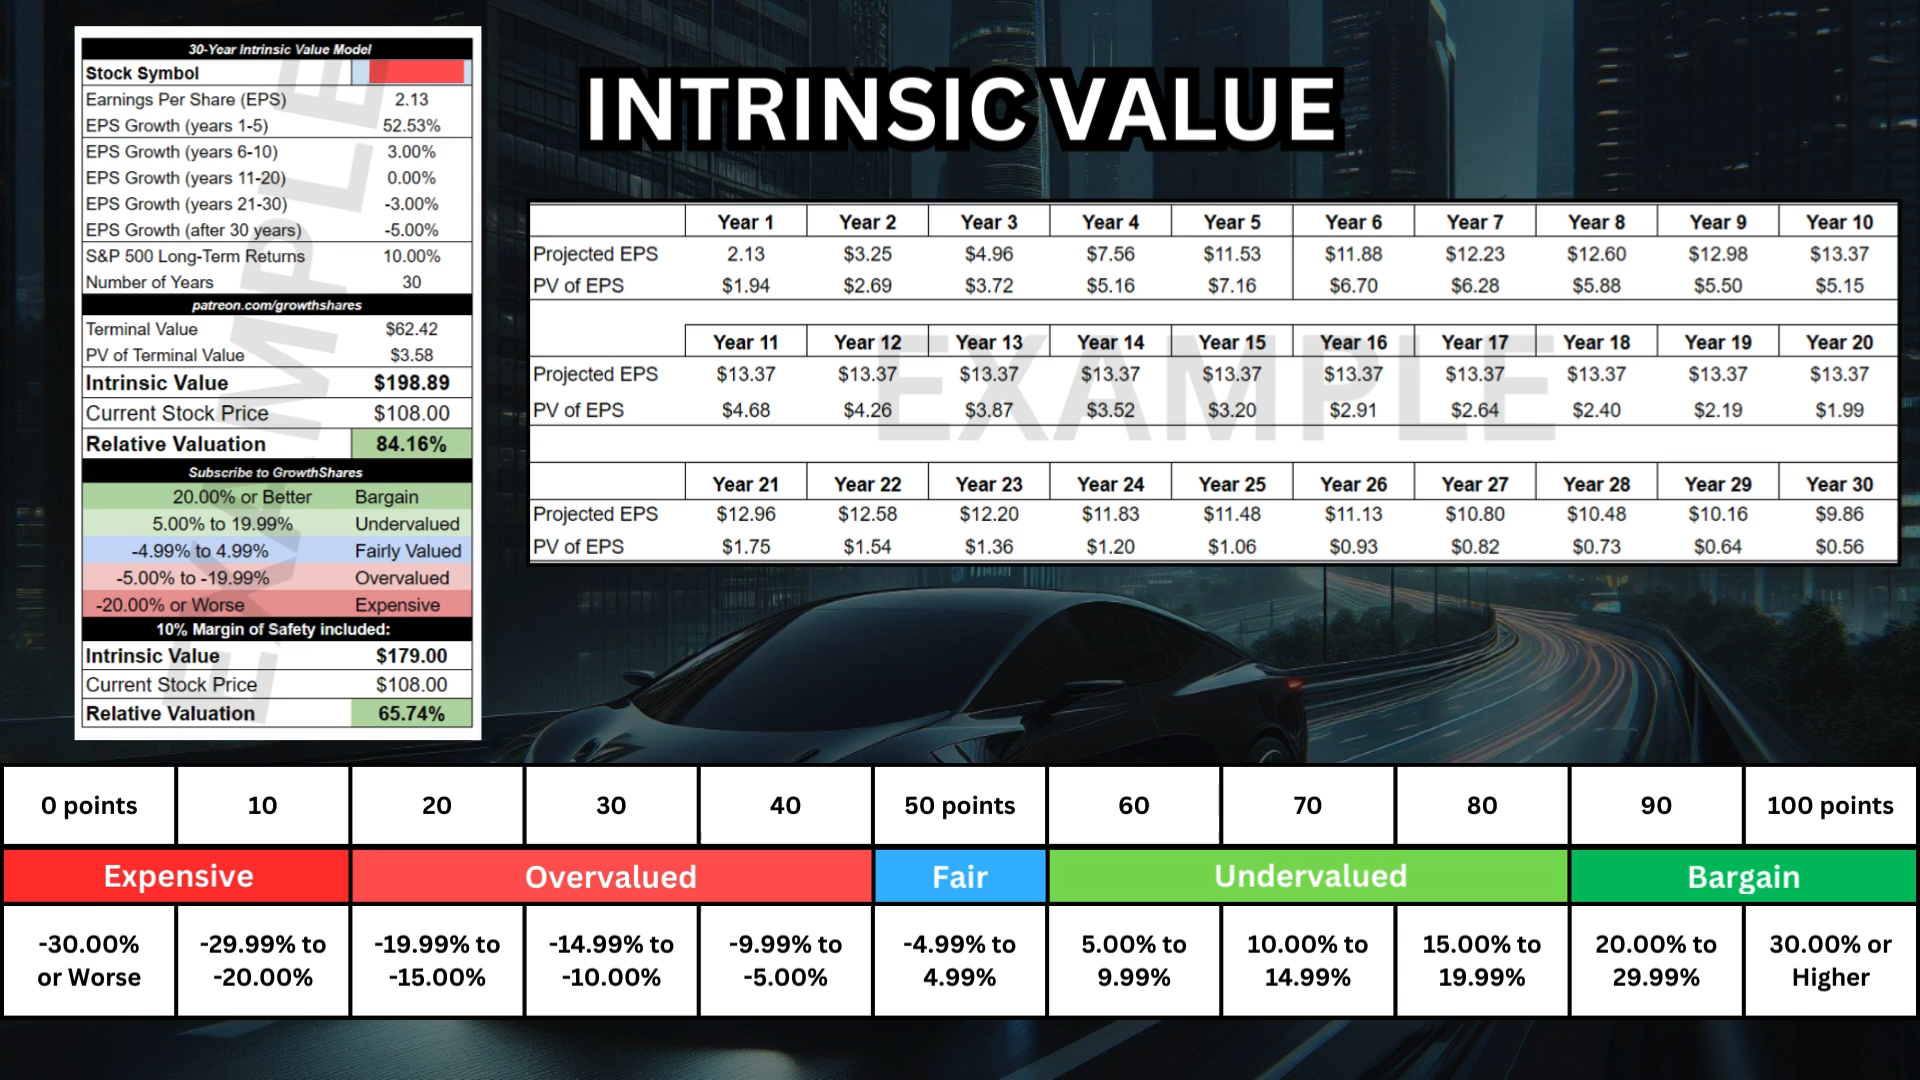 INTRINSIC VALUE
30-Year Intrinsic Value Model
Stock Symbol
Earnings Per Share (EPS) 2.13
EPS Growth (years 1-5) 52.53%
EPS Growth (years 6-10) 3.00%
EPS Growth (years 11-20) 0.00%
EPS Growth (years 21-30) -3.00%
EPS Growth (after 30 years) -5.00%
S&P 500 Long-Term Returns 10.00%
Number of Years 30
patreon.com/growthshares
Terminal Value $62.42
PV of Terminal Value $3.58
Intrinsic Value $198.89
Current Stock Price $108.00
Relative Valuation 84.16%
Subscribe to GrowthShares
20.00% or Better Bargain
5.00% to 19.99% Undervalued
-4.99% to 4.99% Fairly Valued
-5.00% to -19.99% Overvalued
-20.00% or Worse Expensive
10% Margin of Safety included:
Intrinsic Value $179.00
Current Stock Price $108.00
Relative Valuation 65.74%
EXAMPLE
Year 1 Year 2 Year 3 Year 4 Year 5 Year 6 Year 7 Year 8 Year 9 Year 10
Projected EPS 2.13 $3.25 $4.96 $7.56 $11.53 $11.88 $12.23 $12.60 $12.98 $13.37
PV of EPS $1.94 $2.69 $3.72 $5.16 $7.16 $6.70 $6.28 $5.88 $5.50 $5.15
Year 11 Year 12 Year 13 Year 14 Year 15 Year 16 Year 17 Year 18 Year 19 Year 20
Projected EPS $13.37 $13.37 $13.37 $13.37 $13.37 $13.37 $13.37 $13.37 $13.37 $13.37
PV of EPS $4.68 $4.26 $3.87 $3.52 $3.20 $2.91 $2.64 $2.40 $2.19 $1.99
Year 21 Year 22 Year 23 Year 24 Year 25 Year 26 Year 27 Year 28 Year 29 Year 30
Projected EPS $12.96 $12.58 $12.20 $11.83 $11.48 $11.13 $10.80 $10.48 $10.16 $9.86
PV of EPS $1.75 $1.54 $1.36 $1.20 $1.06 $0.93 $0.82 $0.73 $0.64 $0.56
EXAMPLE
0 points 10 20 30 40 50 points 60 70 80 90 100 points
Expensive Overvalued Fair Undervalued Bargain
-30.00% -29.99% to -19.99% to -14.99% to -9.99% to -4.99% to 5.00% to 10.00% to 15.00% to 20.00% to 30.00% or
or Worse -20.00% -15.00% -10.00% -5.00% 4.99% 9.99% 14.99% 19.99% 29.99% Higher